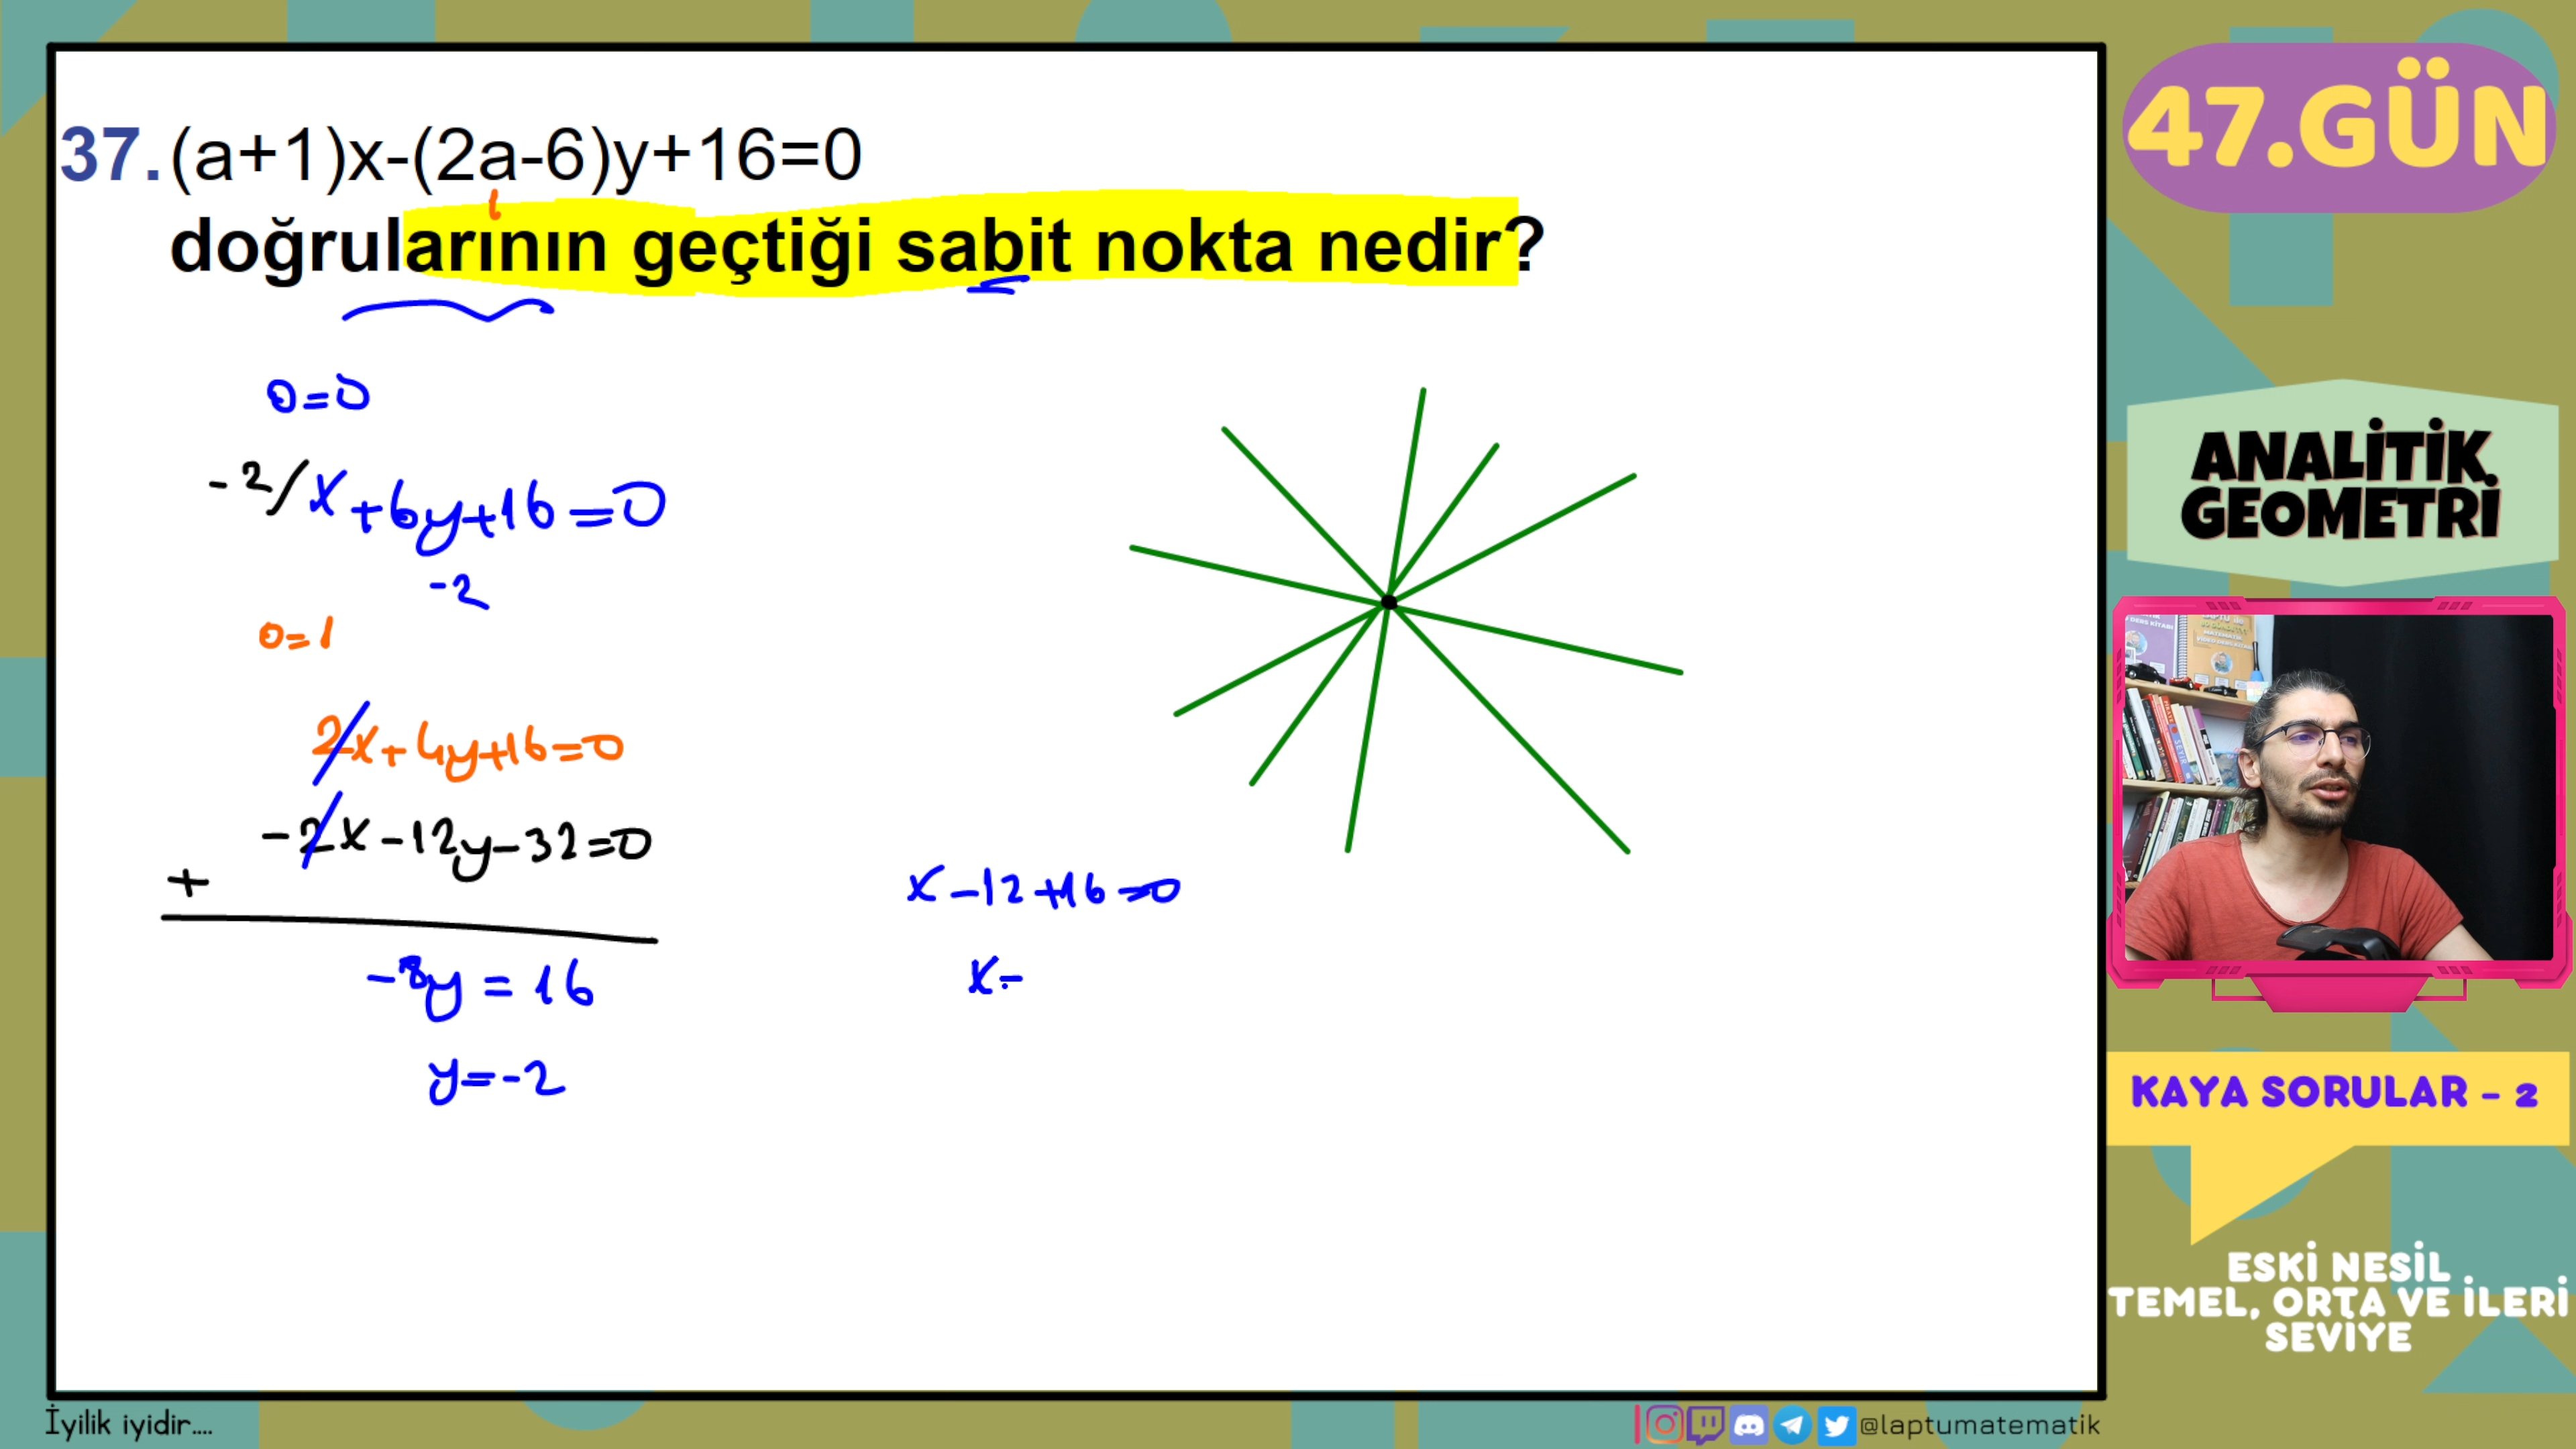 37. (a+1)x-(2a-6)y+16=0
doğrularının geçtiği sabit nokta nedir?
a=0
-2/ x+6y+16=0
-2
a=1
2x+4y+16=0
-2x-12y-32=0
+
-8y=16
y=-2
x-12+16=0
x=
47.GÜN
ANALİTİK
GEOMETRİ
KAYA SORULAR - 2
ESKİ NESİL
TEMEL, ORTA VE İLERİ
SEVİYE
İyilik iyidir....
@laptumatematik